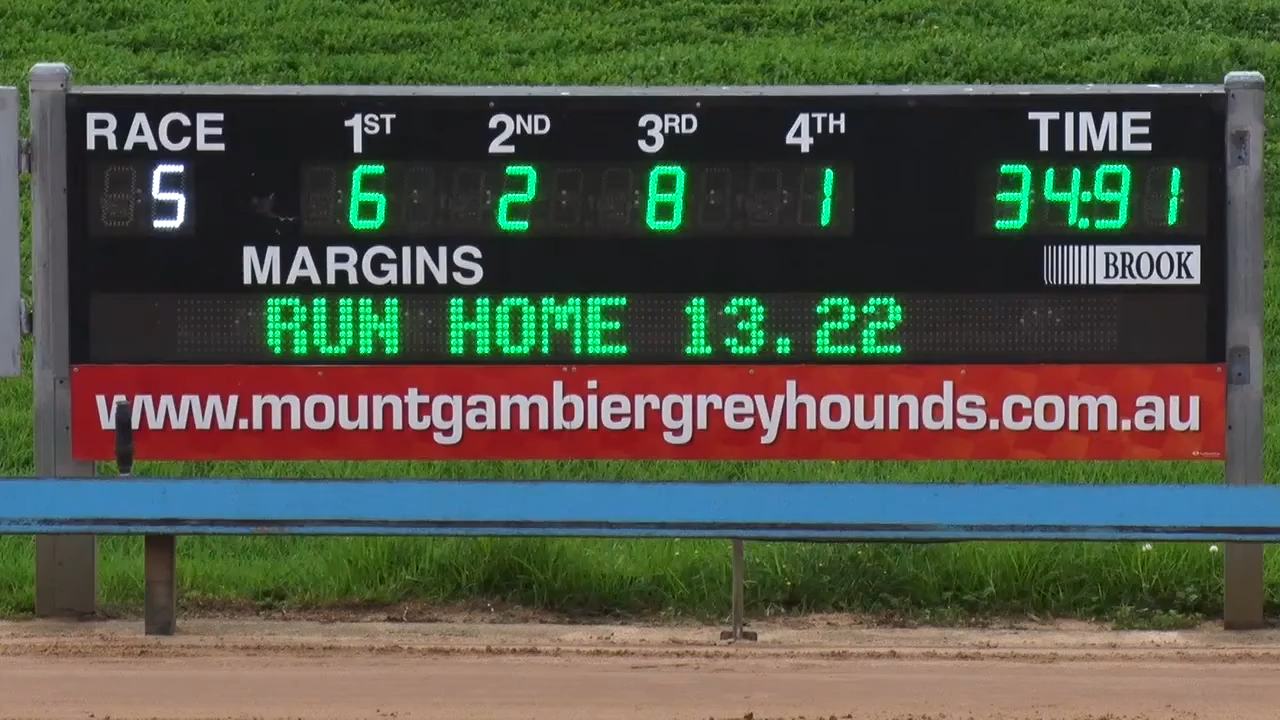 RACE 1ST 2ND 3RD 4TH TIME
5 6 2 8 1 34:91
MARGINS BROOK
RUN HOME 13.22
www.mountgambiergreyhounds.com.au